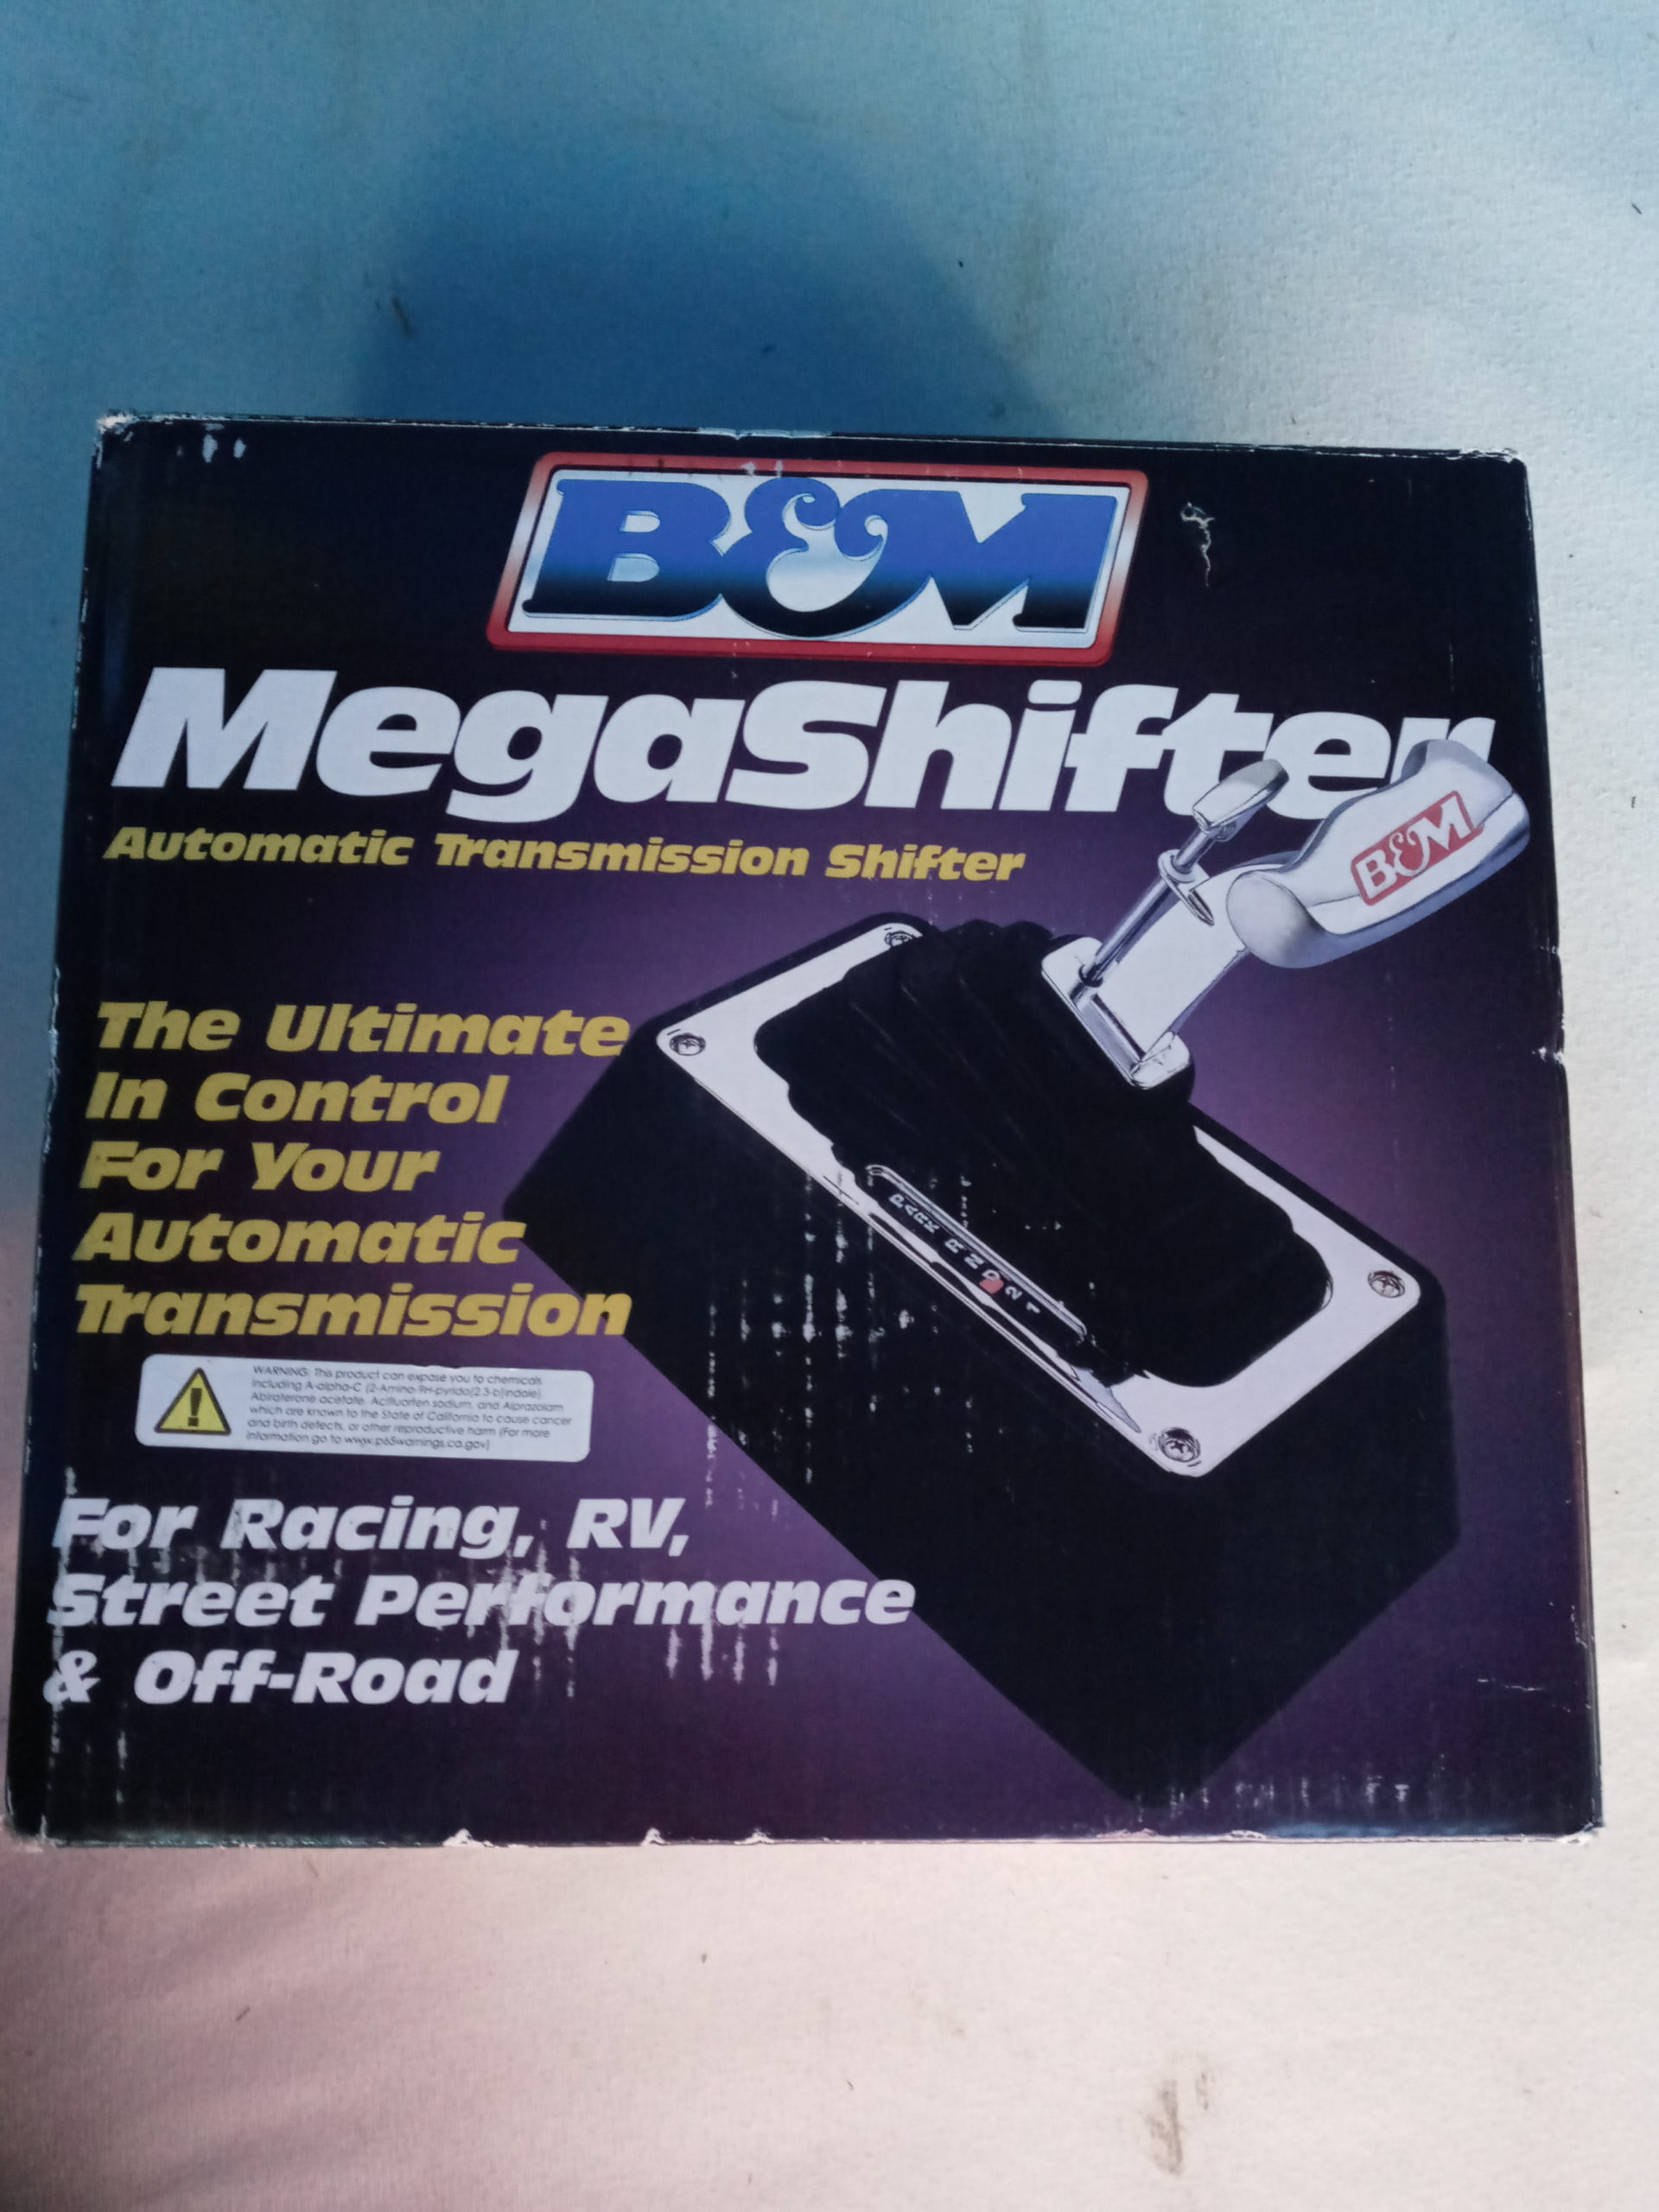 B&M
MegaShifter
Automatic Transmission Shifter
B&M
The Ultimate
In Control
For Your
Automatic
Transmission
PARK R N D 2 1
WARNING: This product can expose you to chemicals
including A-alpha-C (2-Amino-9H-pyrido[2,3-b]indole)
Abiraterone acetate, Acifluorfen sodium, and Alprazolam
which are known to the State of California to cause cancer
and birth defects, or other reproductive harm (For more
information go to www.p65warnings.ca.gov)
For Racing, RV,
Street Performance
& Off-Road